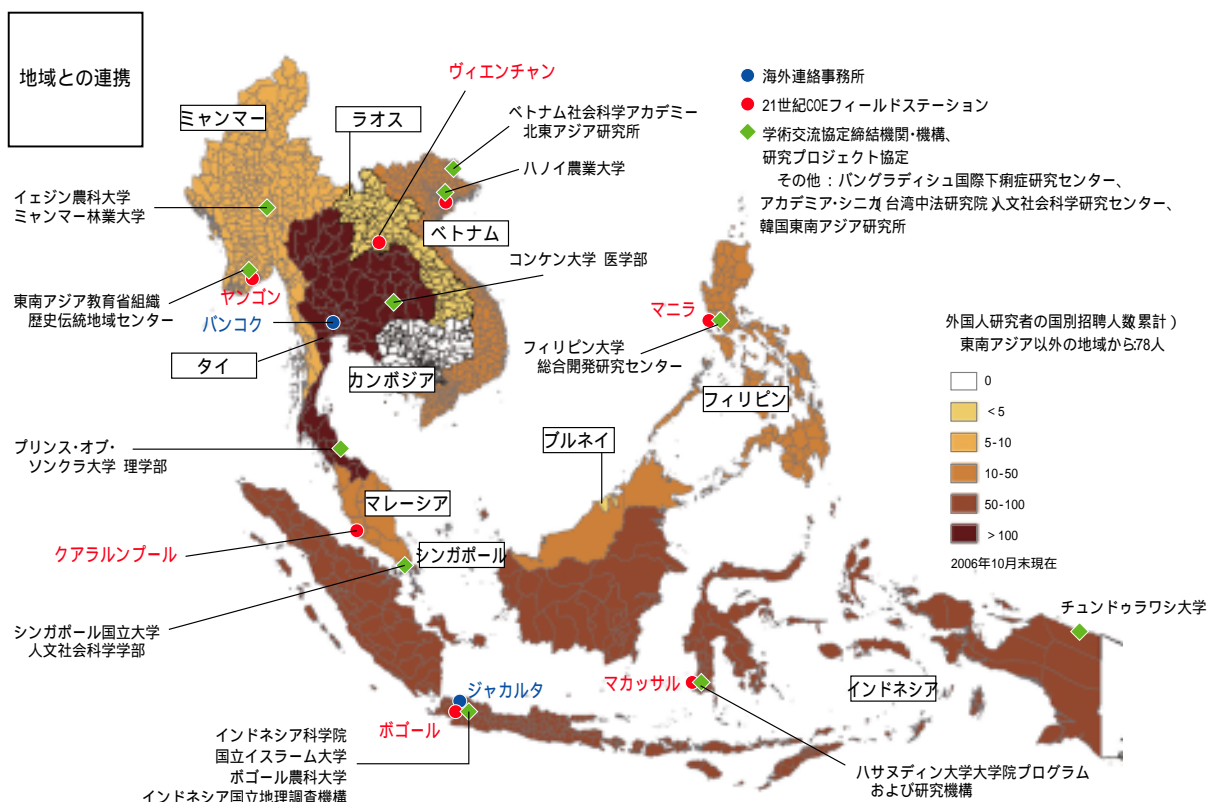 地域との連携
ヴィエンチャン
ミャンマー
ラオス
ベトナム社会科学アカデミー
北東アジア研究所
ハノイ農業大学
イェジン農科大学
ミャンマー林業大学
ベトナム
コンケン大学 医学部
東南アジア教育省組織
歴史伝統地域センター
ヤンゴン
バンコク
タイ
カンボジア
マニラ
フィリピン大学
総合開発研究センター
フィリピン
ブルネイ
プリンス・オブ・
ソンクラ大学 理学部
マレーシア
クアラルンプール
シンガポール
シンガポール国立大学
人文社会科学学部
ジャカルタ
ボゴール
マカッサル
インドネシア
チュンドゥラワシ大学
インドネシア科学院
国立イスラーム大学
ボゴール農科大学
インドネシア国立地理調査機構
ハサヌディン大学大学院プログラム
および研究機構
海外連絡事務所
21世紀COEフィールドステーション
学術交流協定締結機関・機構、
研究プロジェクト協定
その他：バングラディシュ国際下痢症研究センター、
アカデミア・シニカ(台湾中法研究院)人文社会科学研究センター、
韓国東南アジア研究所
外国人研究者の国別招聘人数(累計)
東南アジア以外の地域から:78人
0
<5
5-10
10-50
50-100
>100
2006年10月末現在